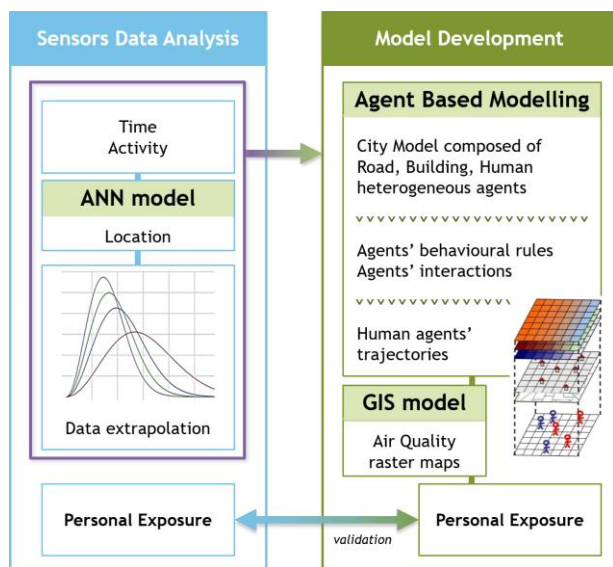 Sensors Data Analysis
Time
Activity
ANN model
Location
Data extrapolation
Personal Exposure
Model Development
Agent Based Modelling
City Model composed of
Road, Building, Human
heterogeneous agents
Agents' behavioural rules
Agents' interactions
Human agents'
trajectories
GIS model
Air Quality
raster maps
Personal Exposure
validation